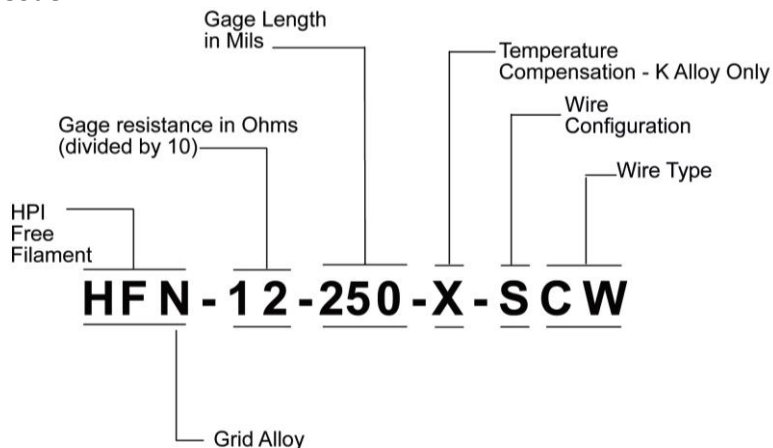 Gage Length
in Mils
Temperature
Compensation - K Alloy Only
Wire
Configuration
Gage resistance in Ohms
(divided by 10)
Wire Type
HPI
Free
Filament
HFN-12-250-X-SCW
Grid Alloy